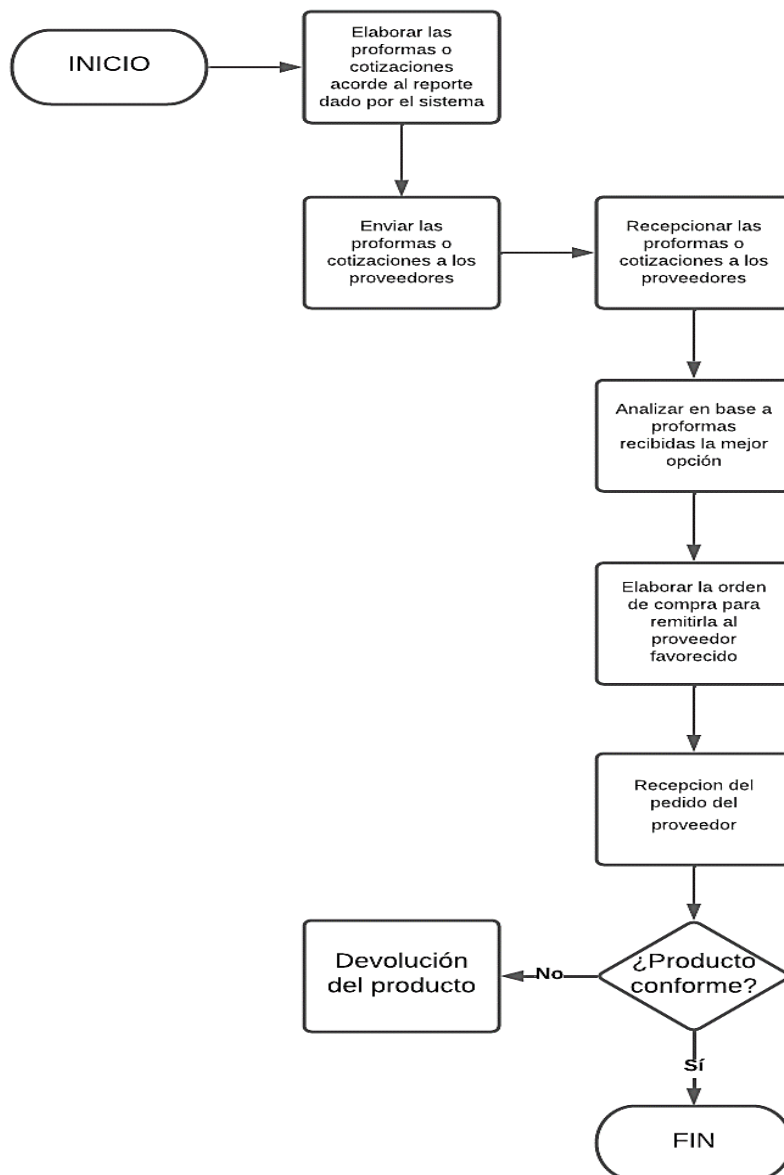 INICIO
Elaborar las
proformas o
cotizaciones
acorde al reporte
dado por el sistema
Enviar las
proformas o
cotizaciones a los
proveedores
Recepcionar las
proformas o
cotizaciones a los
proveedores
Analizar en base a
proformas
recibidas la mejor
opción
Elaborar la orden
de compra para
remitirla al
proveedor
favorecido
Recepcion del
pedido del
proveedor
¿Producto
conforme?
No
Devolución
del producto
Sí
FIN